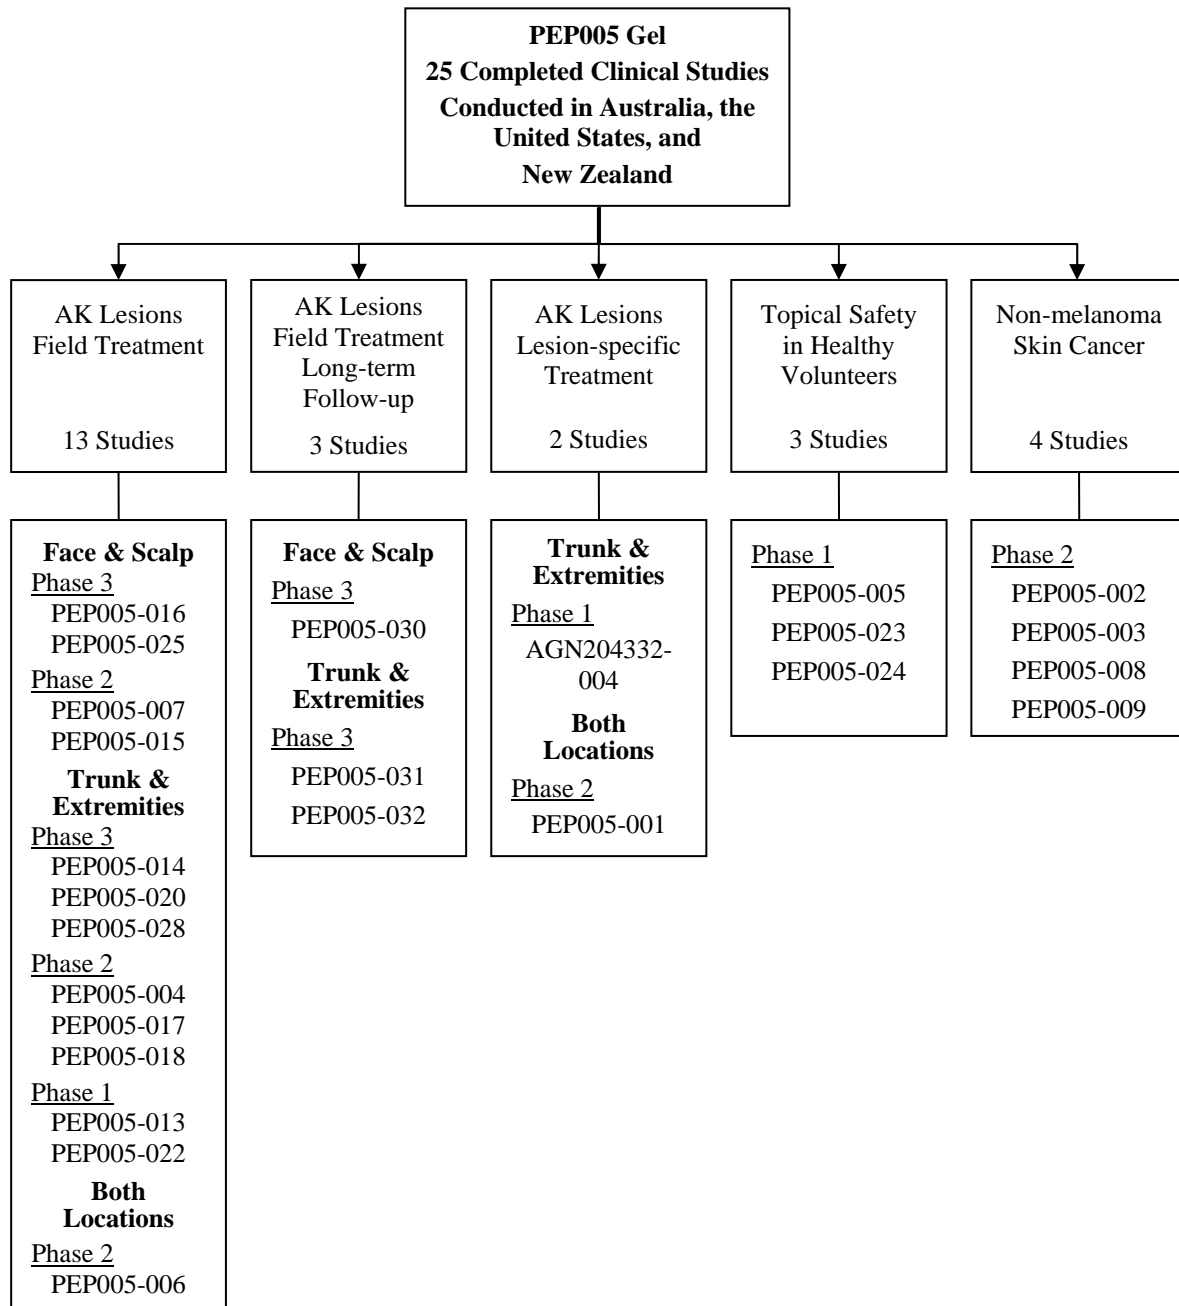 PEP005 Gel
25 Completed Clinical Studies
Conducted in Australia, the
United States, and
New Zealand
AK Lesions
Field Treatment
13 Studies
AK Lesions
Field Treatment
Long-term
Follow-up
3 Studies
AK Lesions
Lesion-specific
Treatment
2 Studies
Topical Safety
in Healthy
Volunteers
3 Studies
Non-melanoma
Skin Cancer
4 Studies
Face & Scalp
Phase 3
PEP005-016
PEP005-025
Phase 2
PEP005-007
PEP005-015
Trunk &
Extremities
Phase 3
PEP005-014
PEP005-020
PEP005-028
Phase 2
PEP005-004
PEP005-017
PEP005-018
Phase 1
PEP005-013
PEP005-022
Both
Locations
Phase 2
PEP005-006
Face & Scalp
Phase 3
PEP005-030
Trunk &
Extremities
Phase 3
PEP005-031
PEP005-032
Trunk &
Extremities
Phase 1
AGN204332-
004
Both
Locations
Phase 2
PEP005-001
Phase 1
PEP005-005
PEP005-023
PEP005-024
Phase 2
PEP005-002
PEP005-003
PEP005-008
PEP005-009